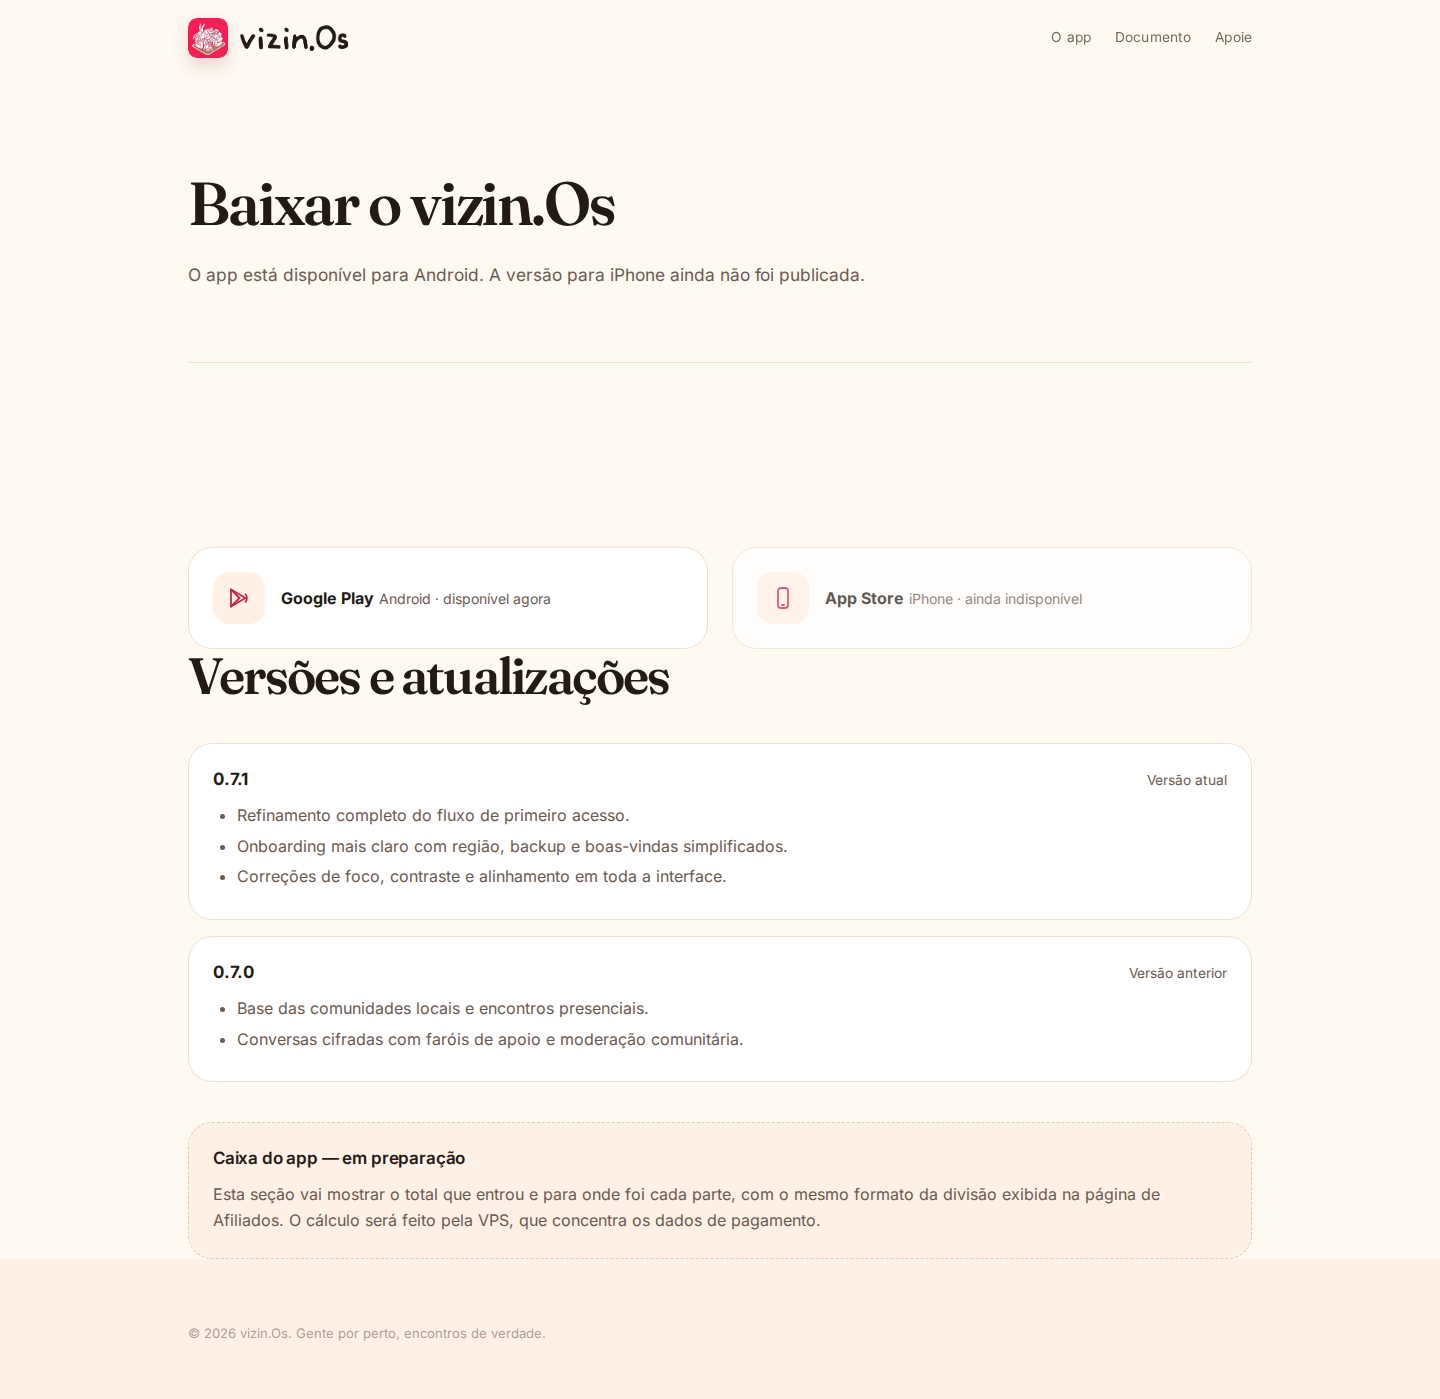 vizin.Os
O app
Documento
Apoie
Baixar o vizin.Os
O app está disponível para Android. A versão para iPhone ainda não foi publicada.
Google Play Android · disponível agora
App Store iPhone · ainda indisponível
Versões e atualizações
0.7.1
Versão atual
Refinamento completo do fluxo de primeiro acesso.
Onboarding mais claro com região, backup e boas-vindas simplificados.
Correções de foco, contraste e alinhamento em toda a interface.
0.7.0
Versão anterior
Base das comunidades locais e encontros presenciais.
Conversas cifradas com faróis de apoio e moderação comunitária.
Caixa do app — em preparação
Esta seção vai mostrar o total que entrou e para onde foi cada parte, com o mesmo formato da divisão exibida na página de
Afiliados. O cálculo será feito pela VPS, que concentra os dados de pagamento.
© 2026 vizin.Os. Gente por perto, encontros de verdade.